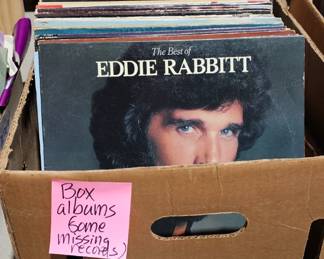 The Best of
EDDIE RABBITT
Box
albums
(some
missing
records)